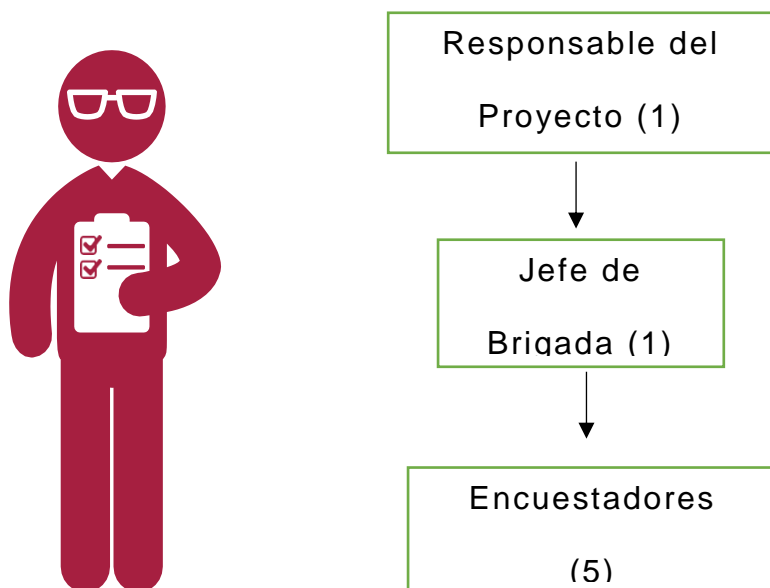 Responsable del
Proyecto (1)
Jefe de
Brigada (1)
Encuestadores
(5)